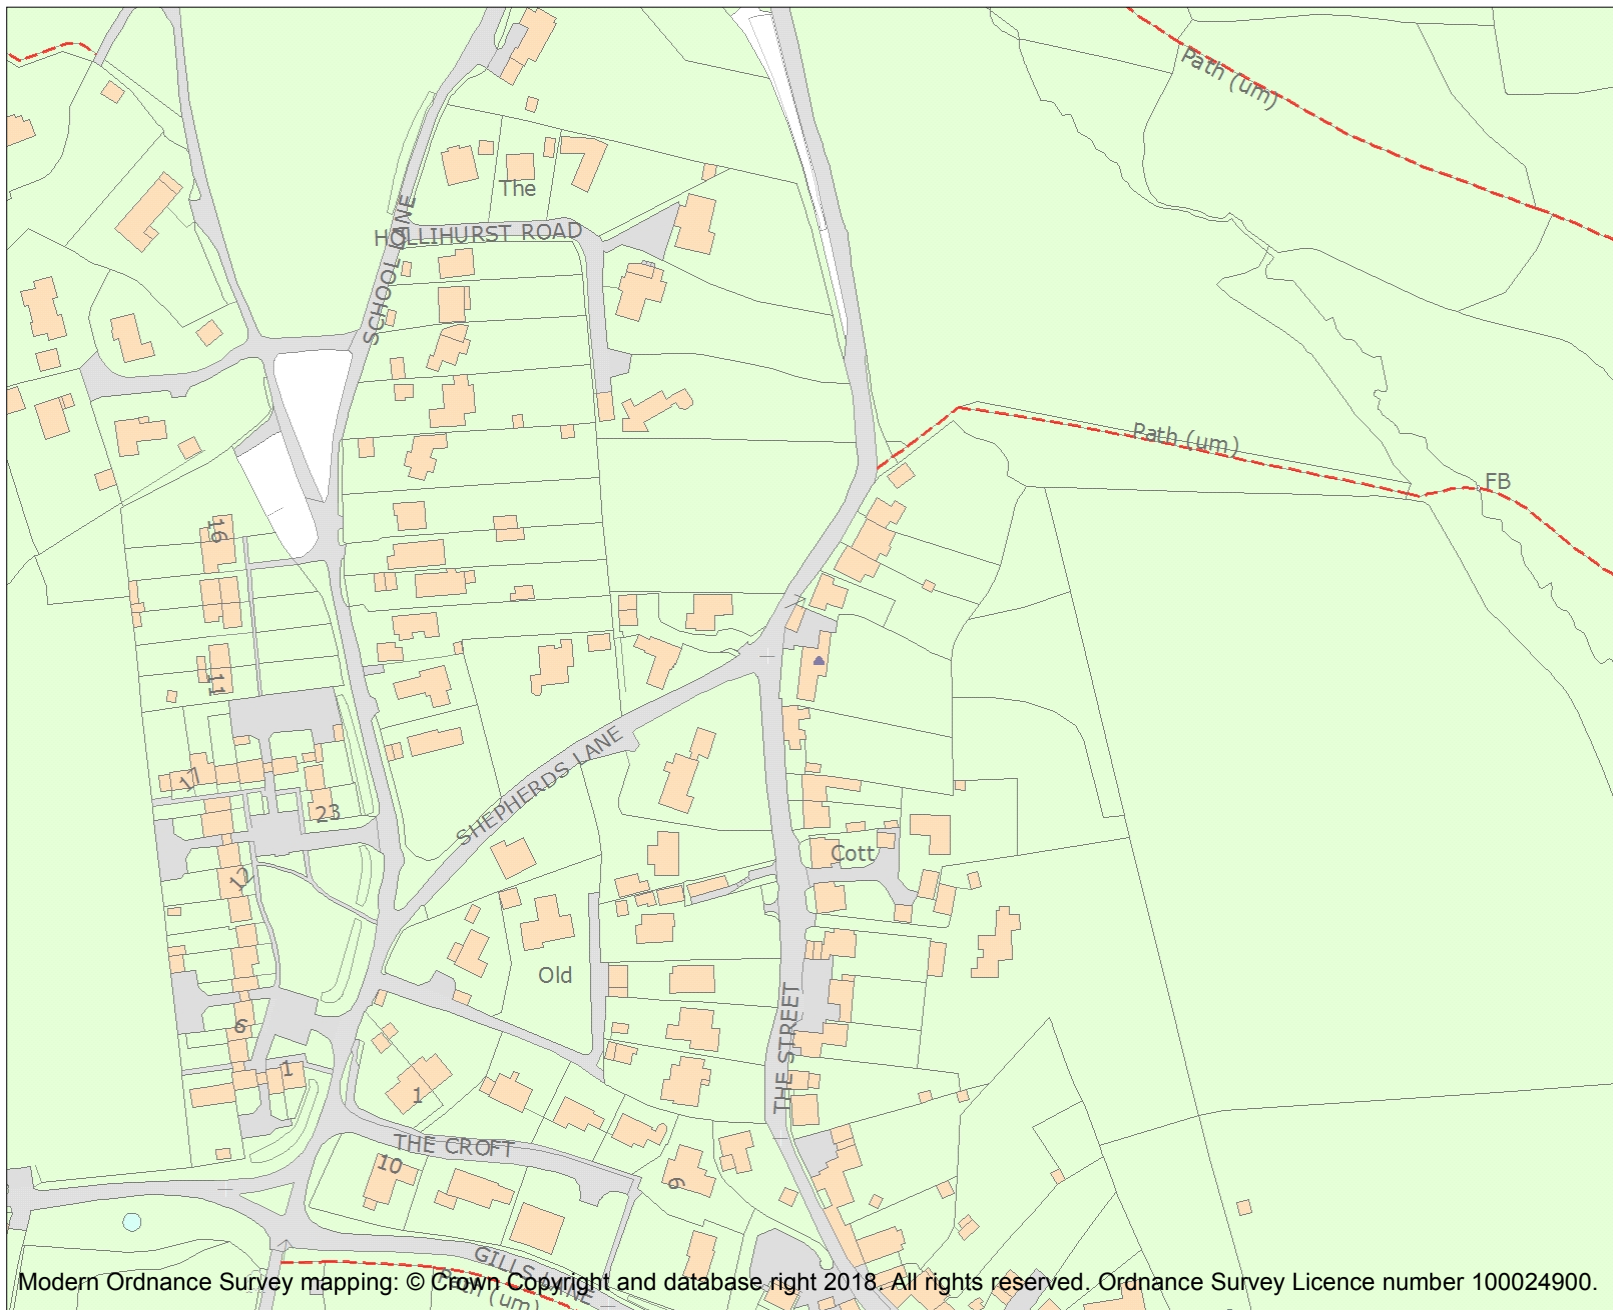 Path (um)
The
HOLLIHURST ROAD
SCHOOL LANE
Path (um)
FB
16
11
SHEPHERDS LANE
17
23
Cott
12
Old
THE STREET
6
1
1
THE CROFT
10
6
GILLS LANE
Path (um)
Modern Ordnance Survey mapping: © Crown Copyright and database right 2018. All rights reserved. Ordnance Survey Licence number 100024900.